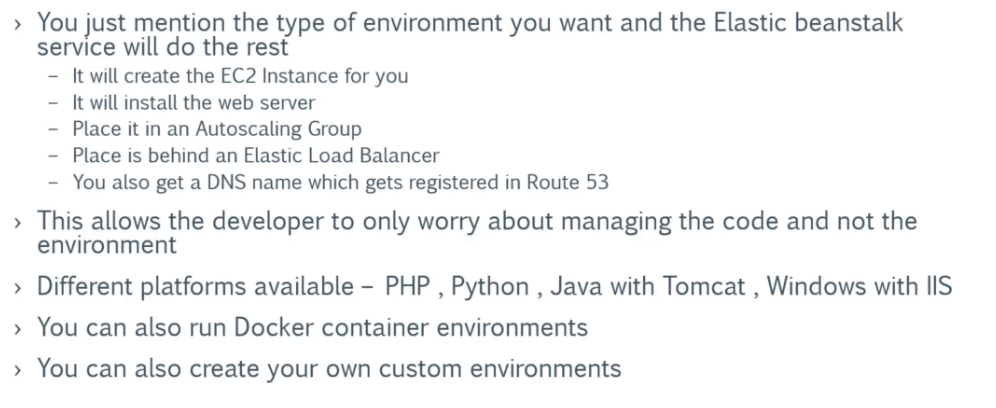 › You just mention the type of environment you want and the Elastic beanstalk
service will do the rest
– It will create the EC2 Instance for you
– It will install the web server
– Place it in an Autoscaling Group
– Place is behind an Elastic Load Balancer
– You also get a DNS name which gets registered in Route 53
› This allows the developer to only worry about managing the code and not the
environment
› Different platforms available – PHP , Python , Java with Tomcat , Windows with IIS
› You can also run Docker container environments
› You can also create your own custom environments